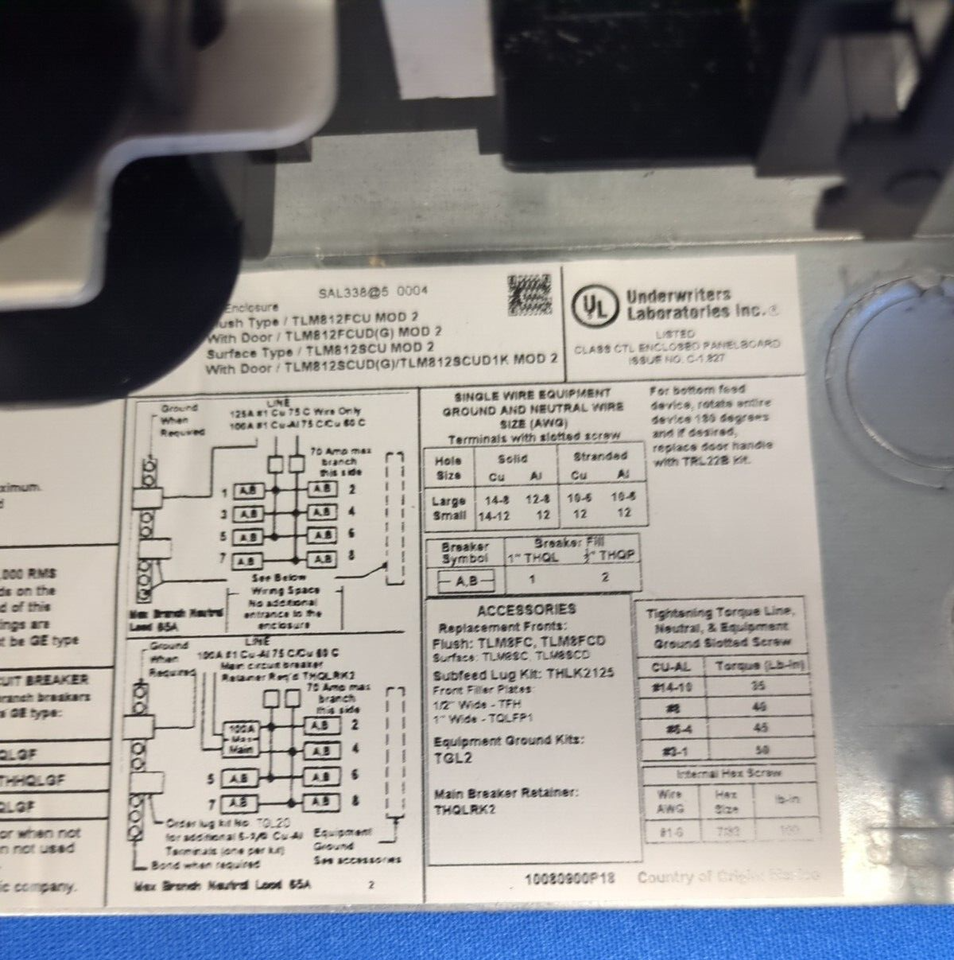 SAL338@5 0004
Enclosure
ush Type / TLM812FCU MOD 2
With Door / TLM812FCUD(G) MOD 2
Surface Type / TLM812SCU MOD 2
With Door / TLM812SCUD(G)/TLM812SCUD1K MOD 2
UL
Underwriters
Laboratories Inc.®
LISTED
CLASS CTL ENCLOSED PANELBOARD
ISSUE NO. C-1,827
ximum.
,000 RMS
ds on the
d of this
ings are
t be GE type
UIT BREAKER
ranch breakers
s GE type:
QLGF
THHQLGF
QLGF
or when not
n not used
ic company.
LINE
125A #1 Cu 75 C Wire Only
100A #1 Cu-Al 75 C/Cu 60 C
Ground
When
Required
70 Amp max
branch
this side
1 A,B A,B 2
3 A,B A,B 4
5 A,B A,B 6
7 A,B A,B 8
See Below
Wiring Space
No additional
entrance to the
enclosure
Max Branch Neutral
Load 65A
LINE
100A #1 Cu-Al 75 C/Cu 60 C
Main circuit breaker
Retainer Req'd THQLRK2
Ground
When
Required
70 Amp max
branch
this side
100A
Max
Main
A,B 2
A,B 4
5 A,B A,B 6
7 A,B A,B 8
Order lug kit No. TGL20
for additional 6-2/0 Cu-Al
Terminals (one per kit)
Bond when required
Equipment
Ground
See accessories
Max Branch Neutral Load 65A 2
SINGLE WIRE EQUIPMENT
GROUND AND NEUTRAL WIRE
SIZE (AWG)
Terminals with slotted screw
Hole Size Solid Stranded
Cu Al Cu Al
Large 14-8 12-8 10-6 10-6
Small 14-12 12 12 12
Breaker Symbol Breaker Fill
1" THQL ½" THQP
A,B 1 2
For bottom feed
device, rotate entire
device 180 degrees
and if desired,
replace door handle
with TRL22B kit.
ACCESSORIES
Replacement Fronts:
Flush: TLM8FC, TLM8FCD
Surface: TLM8SC, TLM8SCD
Subfeed Lug Kit: THLK2125
Front Filler Plates:
1/2" Wide - TFH
1" Wide - TQLFP1
Equipment Ground Kits:
TGL2
Main Breaker Retainer:
THQLRK2
Tightening Torque Line,
Neutral, & Equipment
Ground Slotted Screw
CU-AL Torque (Lb-in)
#14-10 35
#8 40
#6-4 45
#3-1 50
Internal Hex Screw
Wire AWG Hex Size lb-in
#1-6
10080900P18
Country of Origin: Mexico